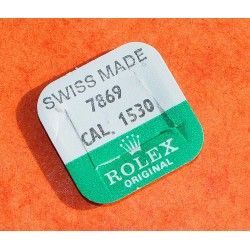 SWISS MADE
7869
CAL. 1530
ROLEX
ORIGINAL